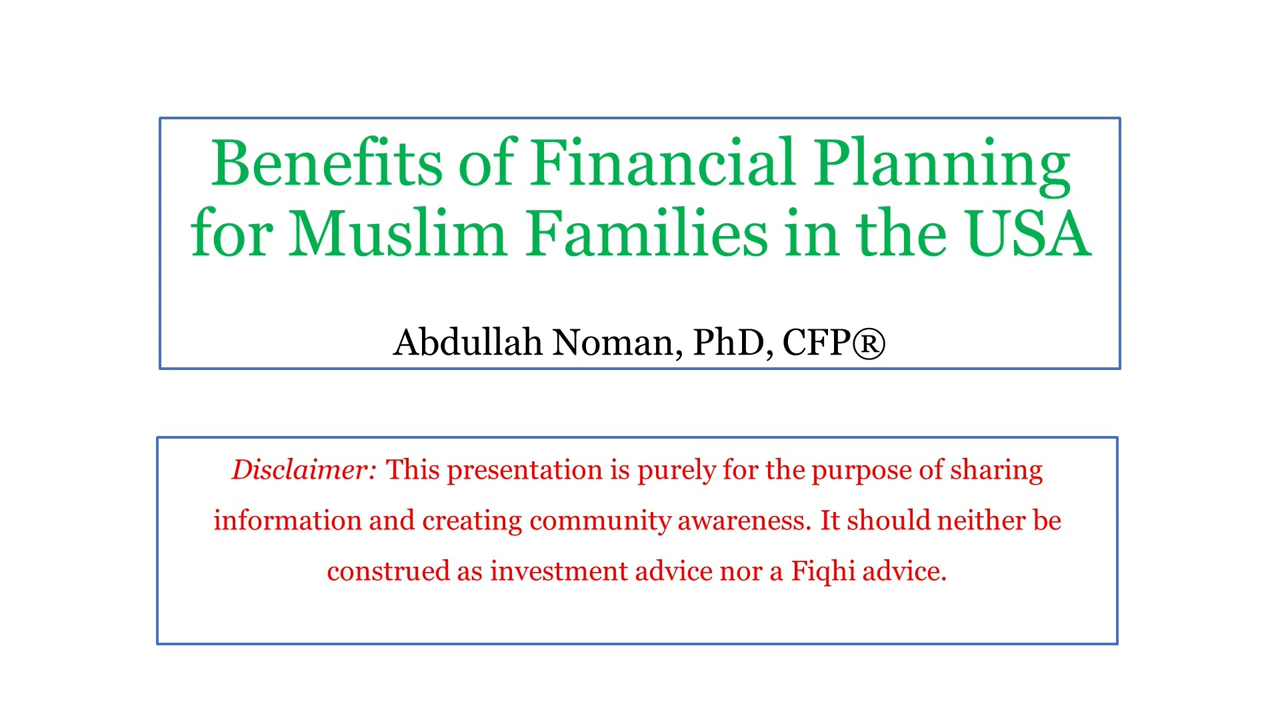 Benefits of Financial Planning
for Muslim Families in the USA
Abdullah Noman, PhD, CFP®
Disclaimer: This presentation is purely for the purpose of sharing
information and creating community awareness. It should neither be
construed as investment advice nor a Fiqhi advice.